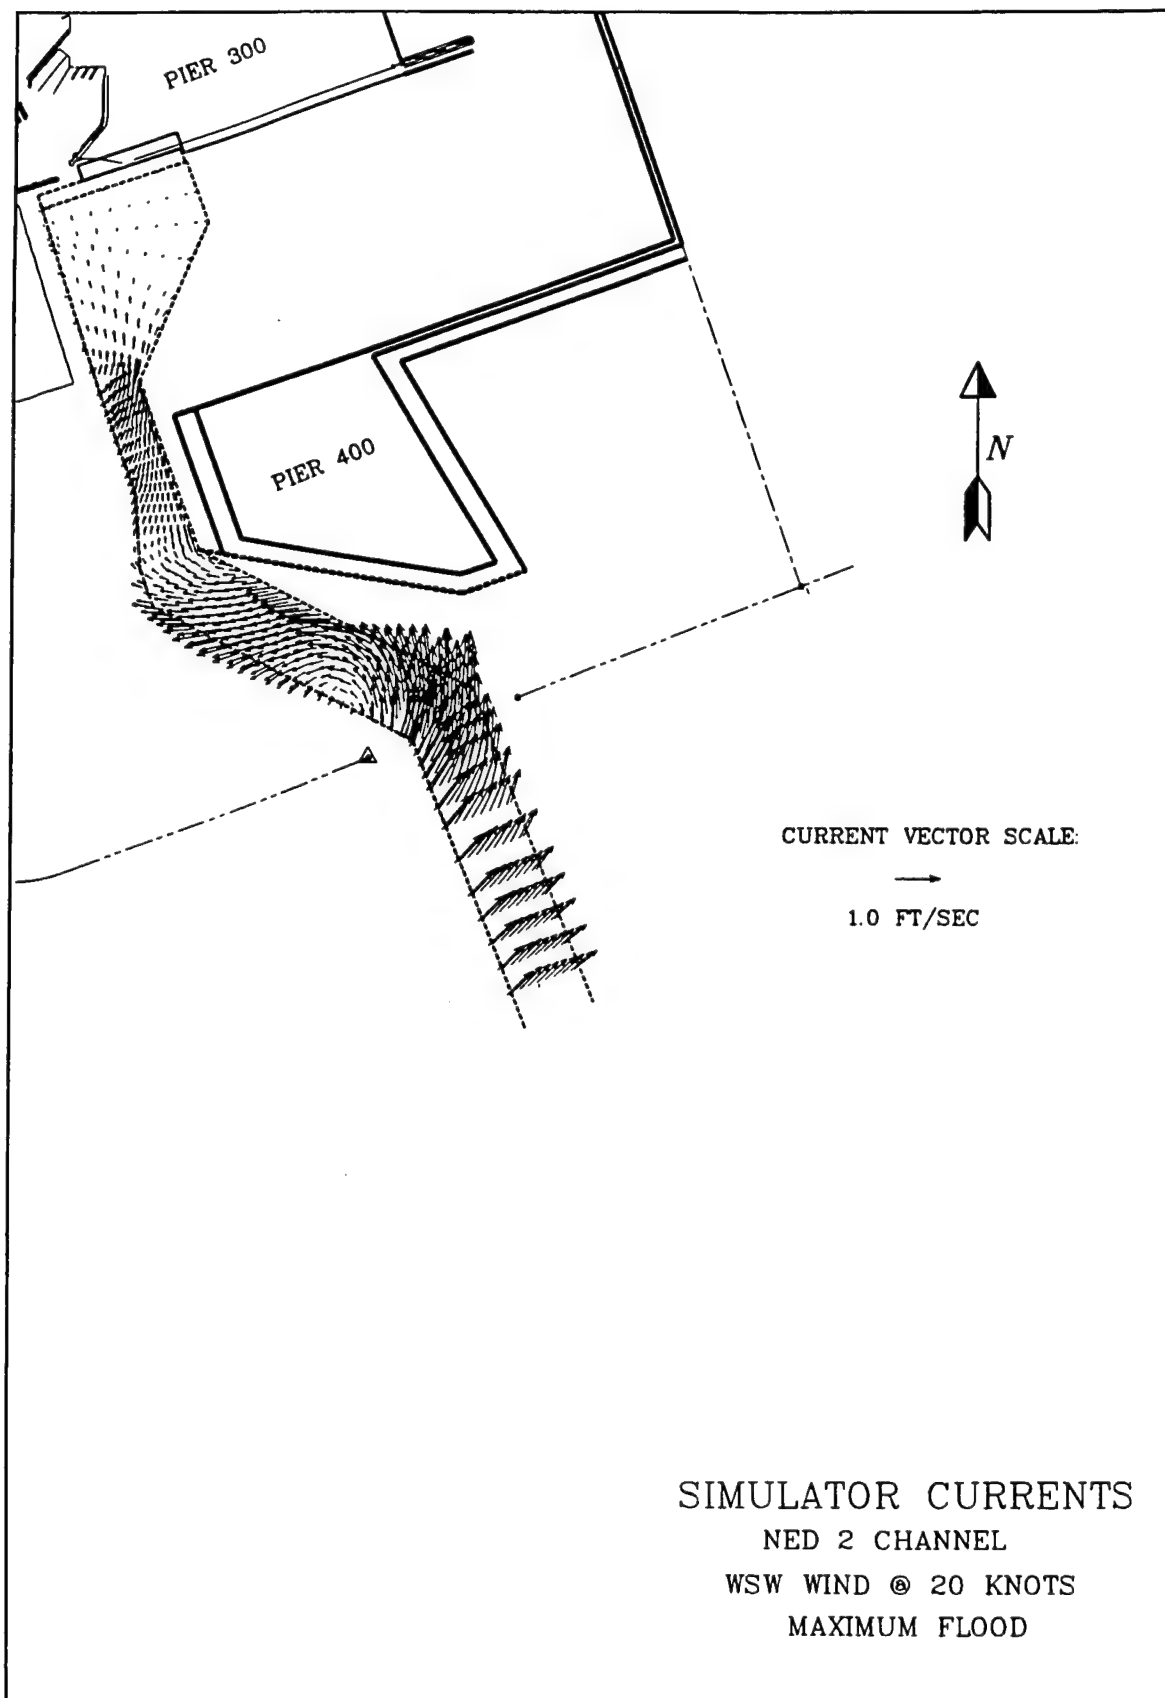 PIER 300
PIER 400
N
CURRENT VECTOR SCALE:
1.0 FT/SEC
SIMULATOR CURRENTS
NED 2 CHANNEL
WSW WIND @ 20 KNOTS
MAXIMUM FLOOD